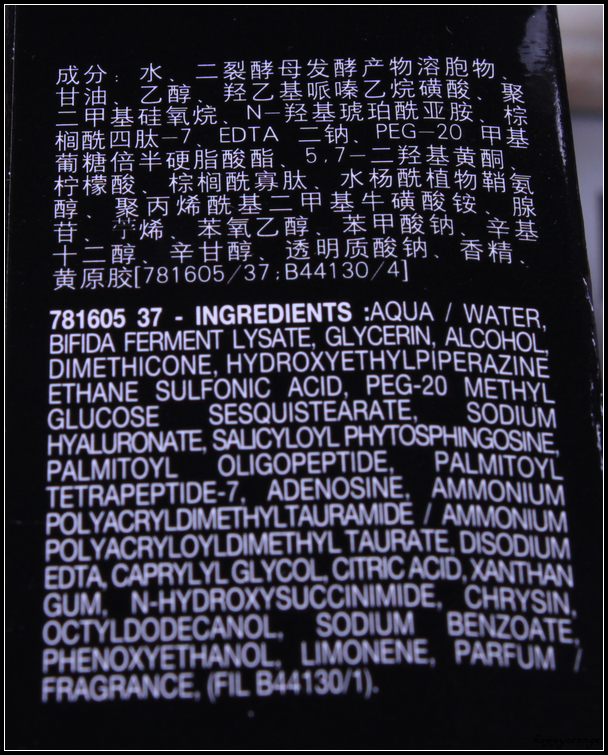 成分：水、二裂酵母发酵产物溶胞物、
甘油、乙醇、羟乙基哌嗪乙烷磺酸、聚
二甲基硅氧烷、N-羟基琥珀酰亚胺、棕
榈酰四肽-7、EDTA 二钠、PEG-20 甲基
葡糖倍半硬脂酸酯、5,7-二羟基黄酮、
柠檬酸、棕榈酰寡肽、水杨酰植物鞘氨
醇、聚丙烯酰基二甲基牛磺酸铵、腺
苷、苧烯、苯氧乙醇、苯甲酸钠、辛基
十二醇、辛甘醇、透明质酸钠、香精、
黄原胶[781605/37;B44130/4]
781605 37 - INGREDIENTS :AQUA / WATER,
BIFIDA FERMENT LYSATE, GLYCERIN, ALCOHOL,
DIMETHICONE, HYDROXYETHYLPIPERAZINE
ETHANE SULFONIC ACID, PEG-20 METHYL
GLUCOSE SESQUISTEARATE, SODIUM
HYALURONATE, SALICYLOYL PHYTOSPHINGOSINE,
PALMITOYL OLIGOPEPTIDE, PALMITOYL
TETRAPEPTIDE-7, ADENOSINE, AMMONIUM
POLYACRYLDIMETHYLTAURAMIDE / AMMONIUM
POLYACRYLOYLDIMETHYL TAURATE, DISODIUM
EDTA, CAPRYLYL GLYCOL, CITRIC ACID, XANTHAN
GUM, N-HYDROXYSUCCINIMIDE, CHRYSIN,
OCTYLDODECANOL, SODIUM BENZOATE,
PHENOXYETHANOL, LIMONENE, PARFUM /
FRAGRANCE, (FIL B44130/1).